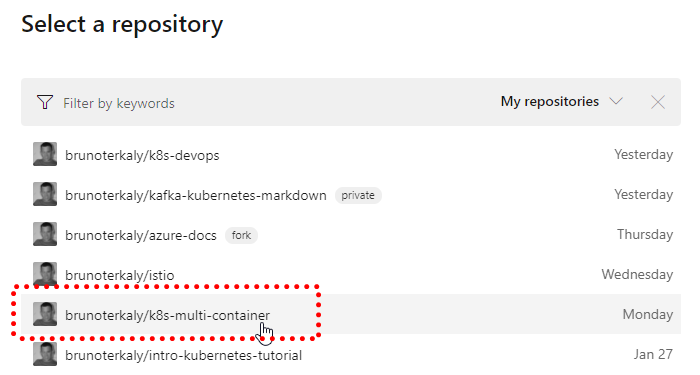 Select a repository
Filter by keywords My repositories
brunoterkaly/k8s-devops Yesterday
brunoterkaly/kafka-kubernetes-markdown private Yesterday
brunoterkaly/azure-docs fork Thursday
brunoterkaly/istio Wednesday
brunoterkaly/k8s-multi-container Monday
brunoterkaly/intro-kubernetes-tutorial Jan 27